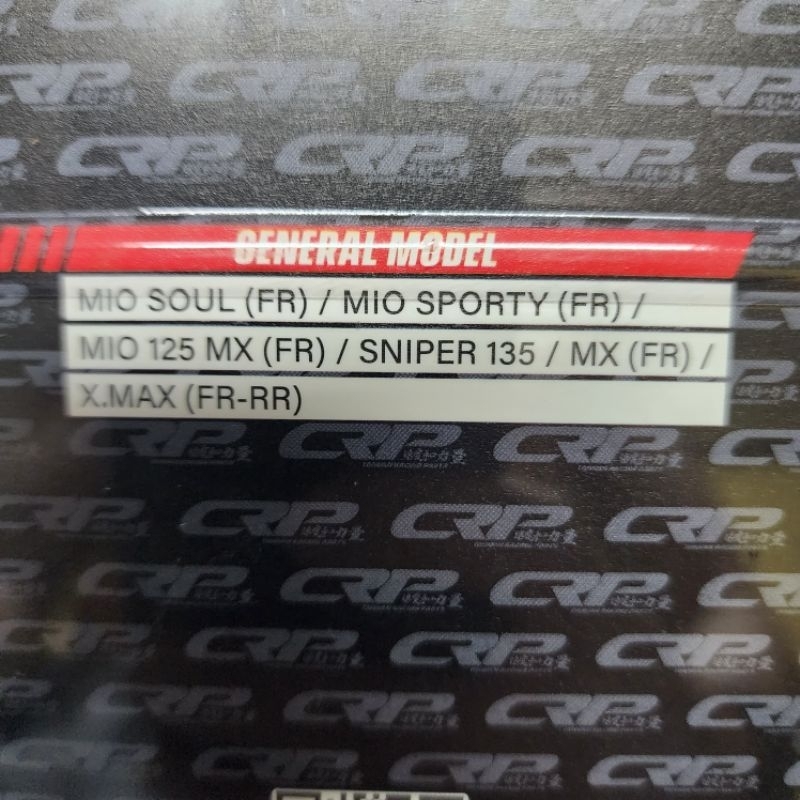 GENERAL MODEL
MIO SOUL (FR) / MIO SPORTY (FR) /
MIO 125 MX (FR) / SNIPER 135 / MX (FR) /
X.MAX (FR-RR)
CRP